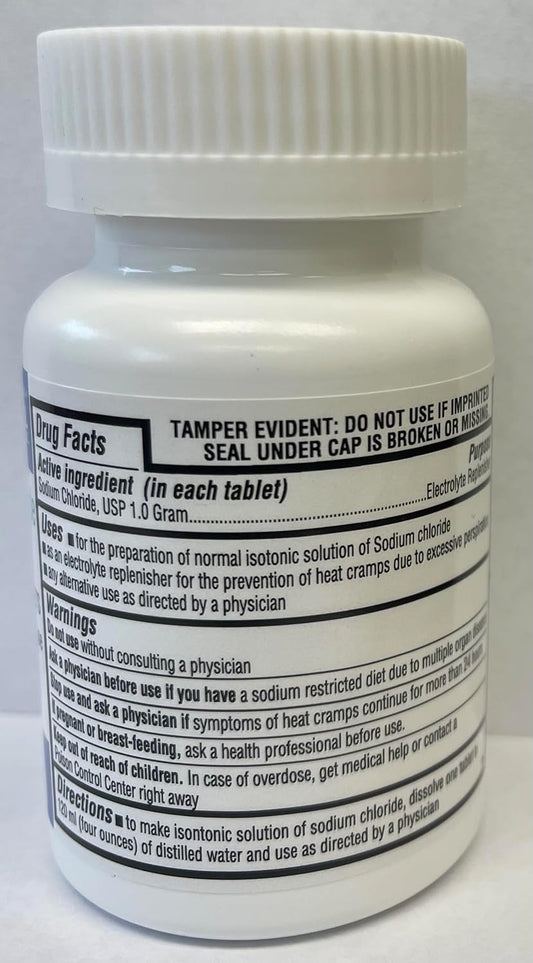 TAMPER EVIDENT: DO NOT USE IF IMPRINTED
SEAL UNDER CAP IS BROKEN OR MISSING
Drug Facts
Active ingredient (in each tablet)
Sodium Chloride, USP 1.0 Gram..........................................Electrolyte
Uses ■ for the preparation of normal isotonic solution of Sodium chloride
■ as an electrolyte replenisher for the prevention of heat cramps due to excessive perspiration
■ any alternative use as directed by a physician
Warnings
Do not use without consulting a physician
Ask a physician before use if you have a sodium restricted diet due to multiple organ
Stop use and ask a physician if symptoms of heat cramps continue for more than 24 hours
If pregnant or breast-feeding, ask a health professional before use.
Keep out of reach of children. In case of overdose, get medical help or contact a
Poison Control Center right away
Directions ■ to make isontonic solution of sodium chloride, dissolve one tablet
120 ml (four ounces) of distilled water and use as directed by a physician